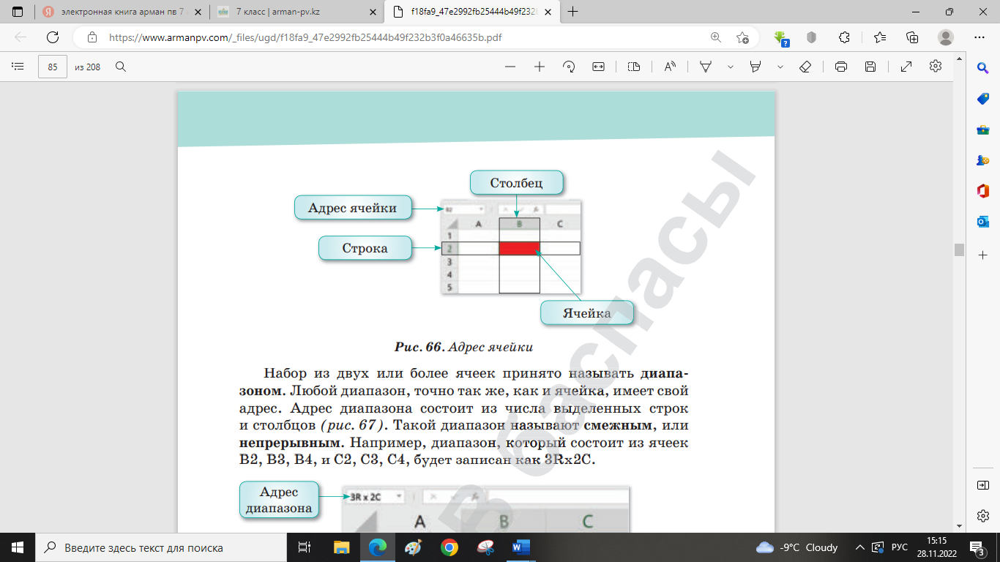 электронная книга арман пв 7 к
7 класс | arman-pv.kz
f18fa9_47e2992fb25444b49f232b
https://www.armanpv.com/_files/ugd/f18fa9_47e2992fb25444b49f232b3f0a46635b.pdf
85 из 208
Столбец
Адрес ячейки
B2
A B C
Строка
1
2
3
4
5
Ячейка
Рис. 66. Адрес ячейки
Набор из двух или более ячеек принято называть диапа-
зоном. Любой диапазон, точно так же, как и ячейка, имеет свой
адрес. Адрес диапазона состоит из числа выделенных строк
и столбцов (рис. 67). Такой диапазон называют смежным, или
непрерывным. Например, диапазон, который состоит из ячеек
B2, B3, B4, и C2, C3, C4, будет записан как 3Rx2C.
Адрес
диапазона
3R x 2C
A B C
баспасы
Введите здесь текст для поиска
-9°C Cloudy
РУС
15:15
28.11.2022
3